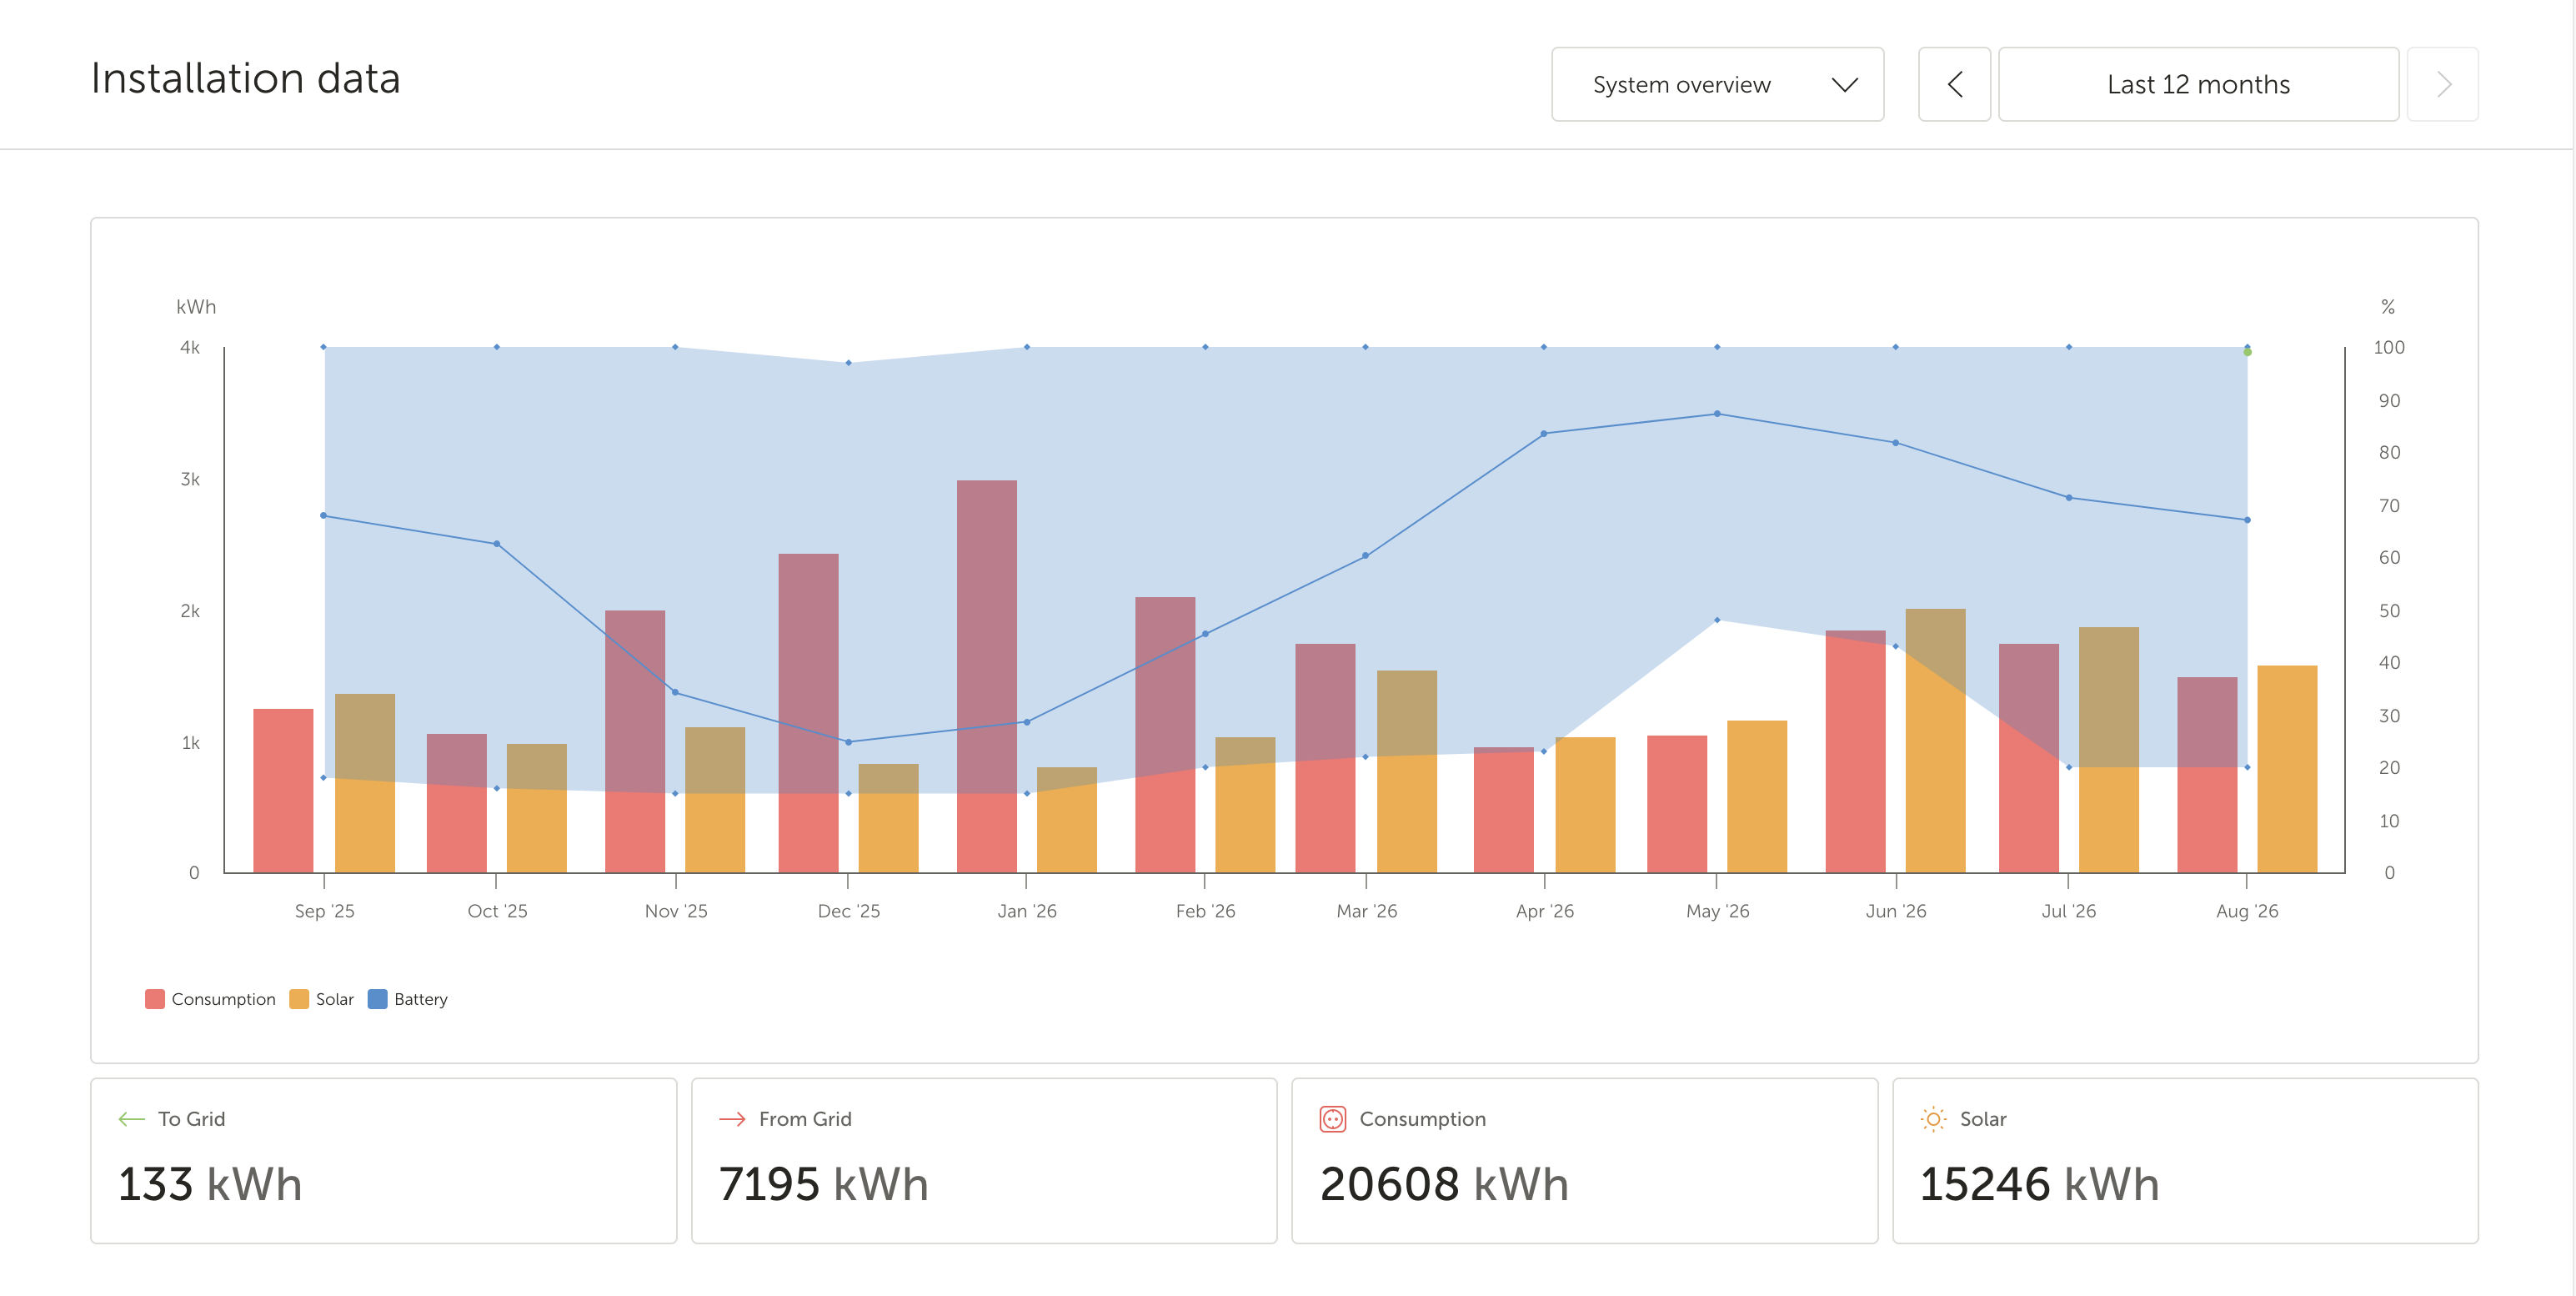 Installation data
System overview
Last 12 months
kWh
%
4k
3k
2k
1k
0
100
90
80
70
60
50
40
30
20
10
0
Sep '25 Oct '25 Nov '25 Dec '25 Jan '26 Feb '26 Mar '26 Apr '26 May '26 Jun '26 Jul '26 Aug '26
Consumption Solar Battery
To Grid
133 kWh
From Grid
7195 kWh
Consumption
20608 kWh
Solar
15246 kWh